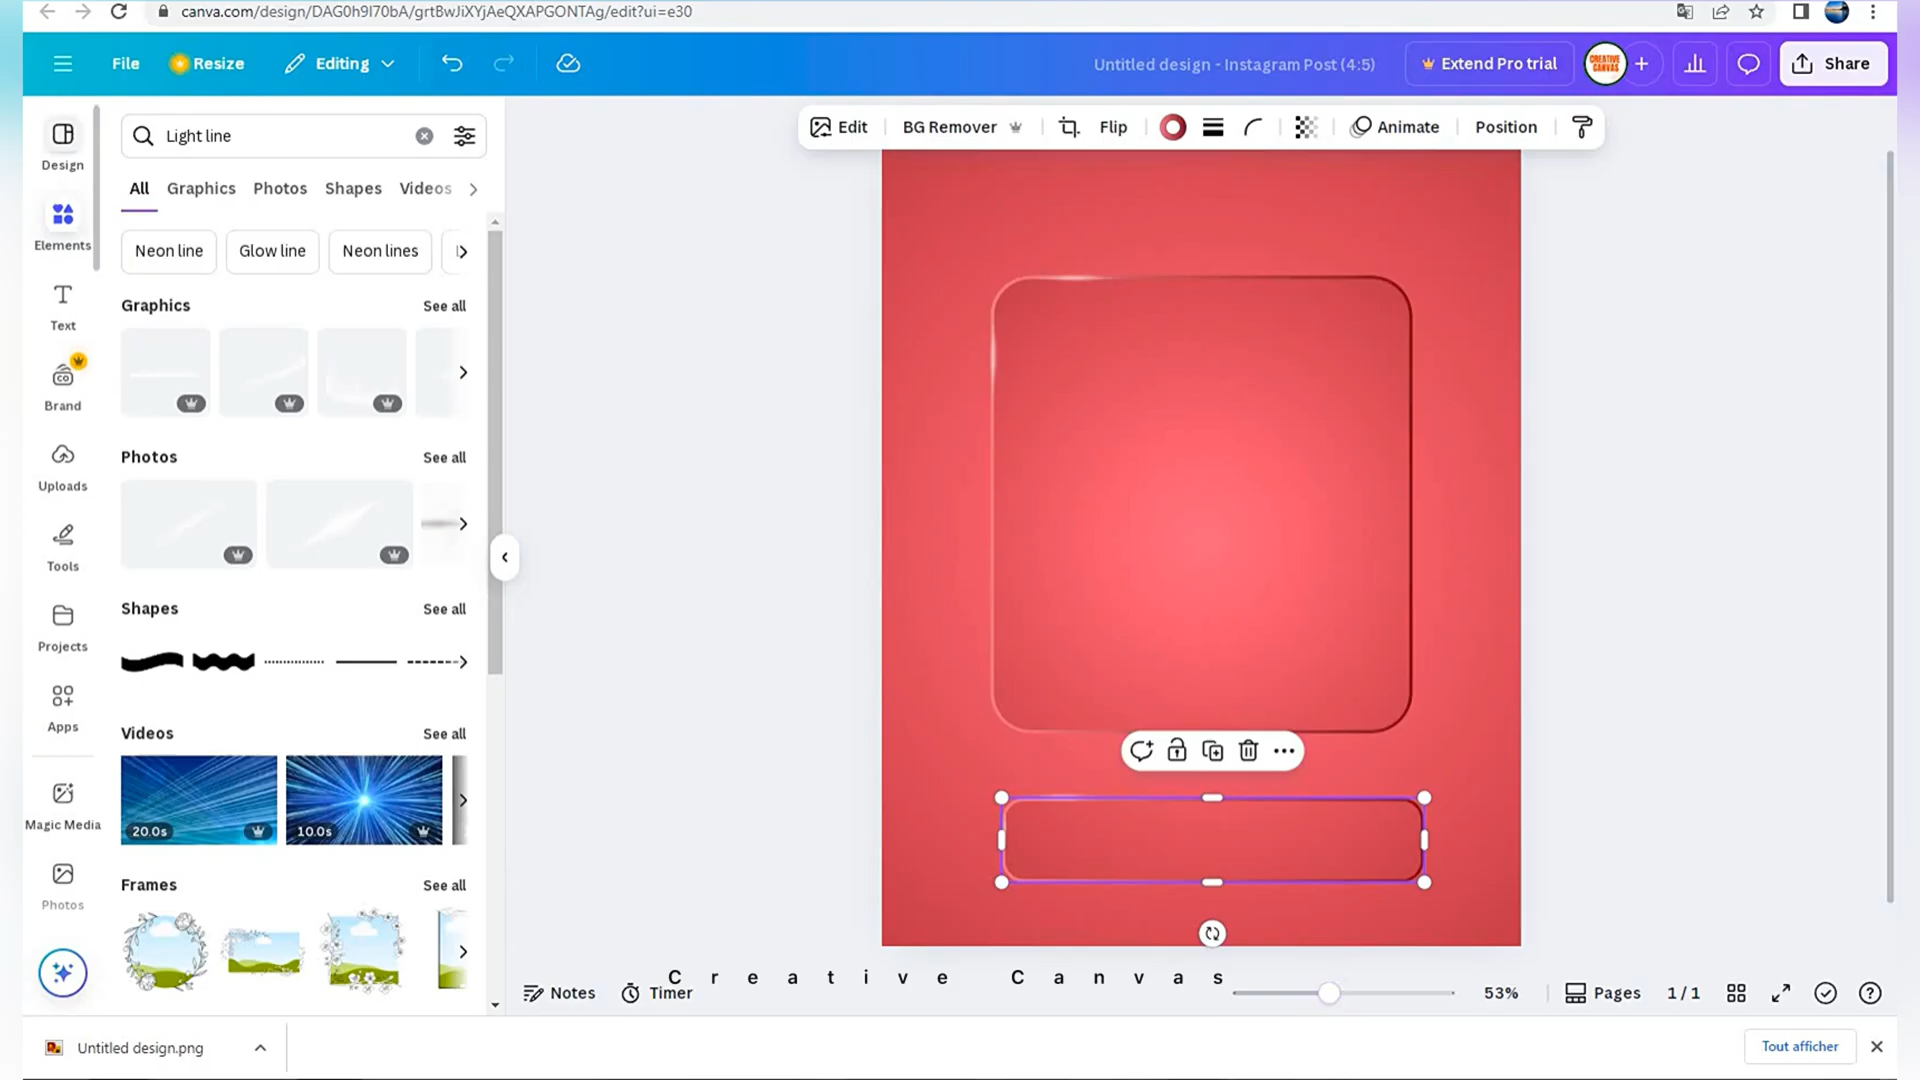 canva.com/design/DAG0h9I70bA/grtBwJiXYjAeQXAPGONTAg/edit?ui=e30
File
Resize
Editing
Untitled design - Instagram Post (4:5)
Extend Pro trial
CREATIVE
CANVAS
Share
Design
Elements
Text
Brand
Uploads
Tools
Projects
Apps
Magic Media
Photos
Light line
All
Graphics
Photos
Shapes
Videos
Neon line
Glow line
Neon lines
Graphics
See all
Photos
See all
Shapes
See all
Videos
See all
20.0s
10.0s
Frames
See all
Edit
BG Remover
Flip
Animate
Position
Creative Canvas
Notes
Timer
53%
Pages
1 / 1
Untitled design.png
Tout afficher